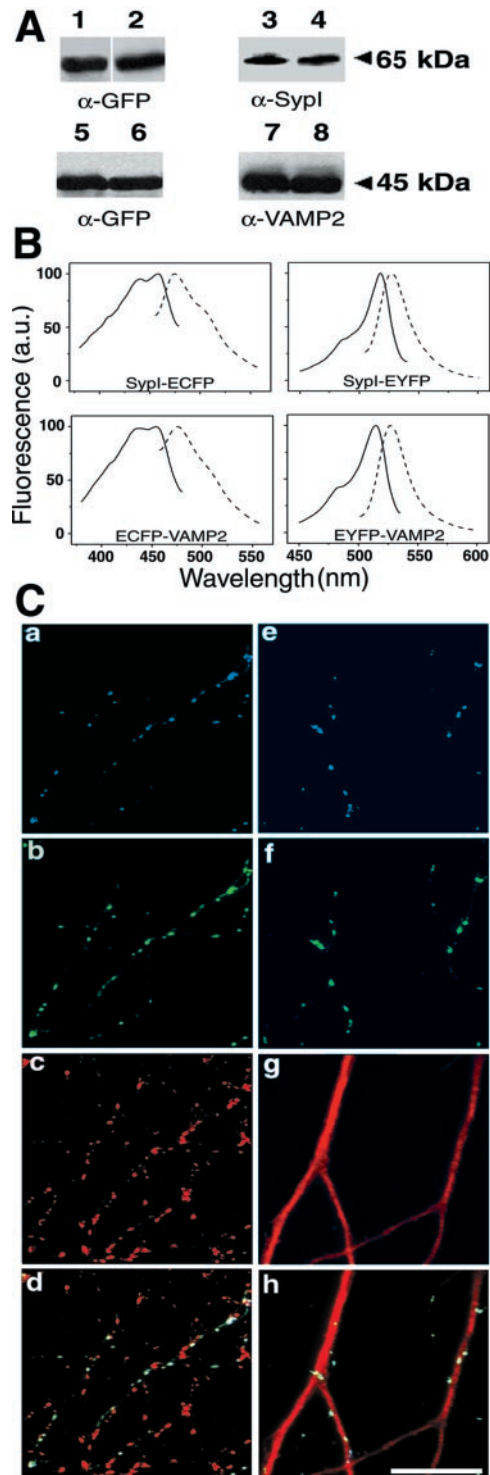 A
1 2 3 4
◄65 kDa
α-GFP α-SypI
5 6 7 8
◄45 kDa
α-GFP α-VAMP2
B
Fluorescence (a.u.)
100
50
0
SypI-ECFP
SypI-EYFP
100
50
0
ECFP-VAMP2
EYFP-VAMP2
400 450 500 550 450 500 550 600
Wavelength (nm)
C
a e
b f
c g
d h